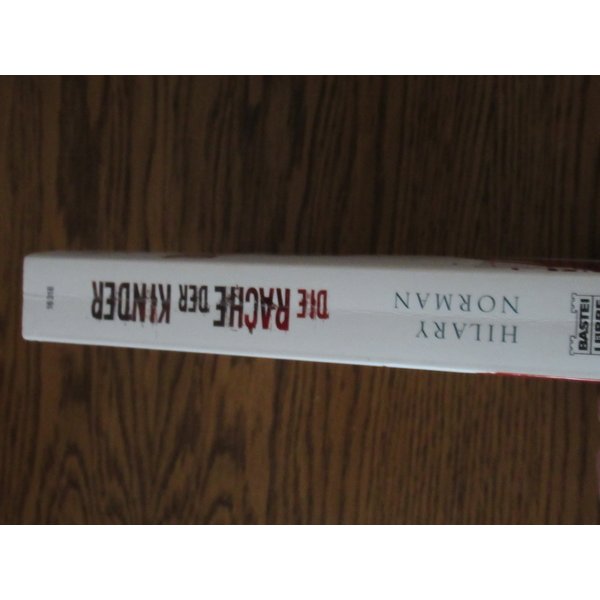 HILARY
NORMAN
DIE RACHE DER KINDER
BASTEI
LÜBBE